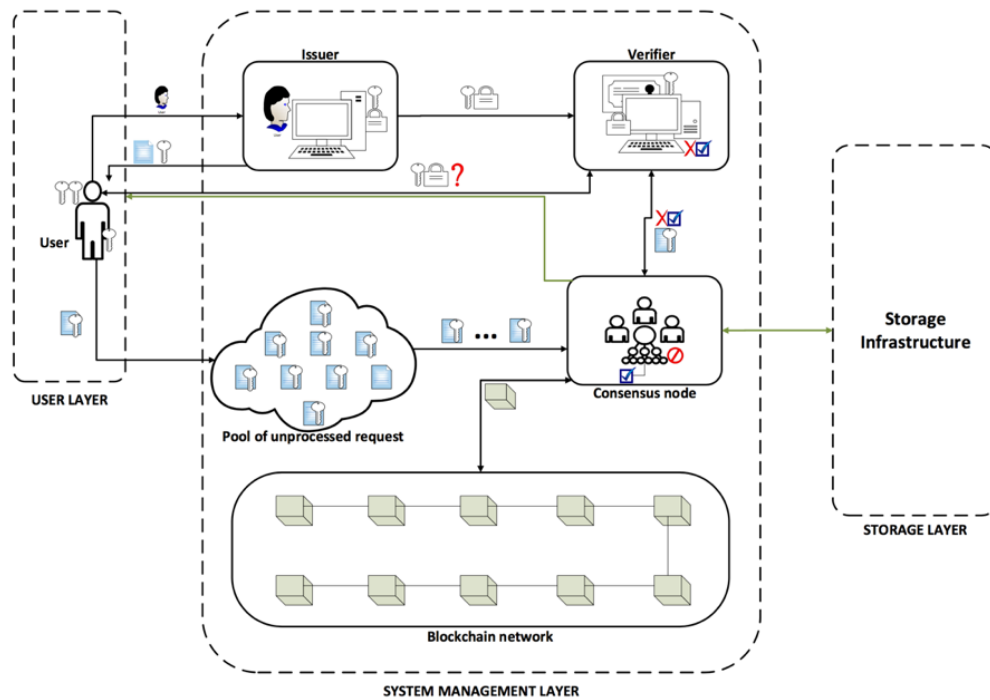 Issuer
Verifier
?
User
Storage
Infrastructure
USER LAYER
Consensus node
Pool of unprocessed request
STORAGE LAYER
Blockchain network
SYSTEM MANAGEMENT LAYER